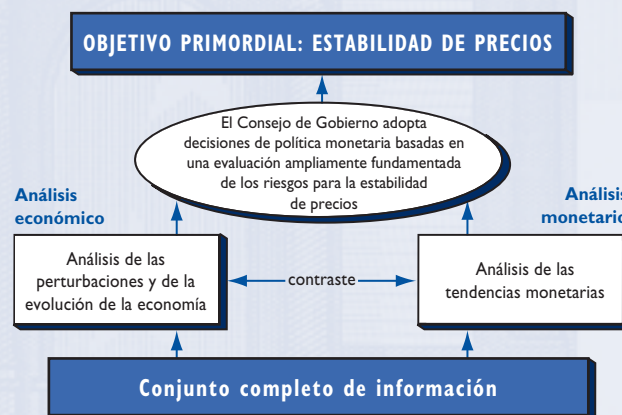 OBJETIVO PRIMORDIAL: ESTABILIDAD DE PRECIOS
El Consejo de Gobierno adopta
decisiones de política monetaria basadas en
una evaluación ampliamente fundamentada
de los riesgos para la estabilidad
de precios
Análisis
económico
Análisis
monetario
Análisis de las
perturbaciones y de la
evolución de la economía
contraste
Análisis de las
tendencias monetarias
Conjunto completo de información